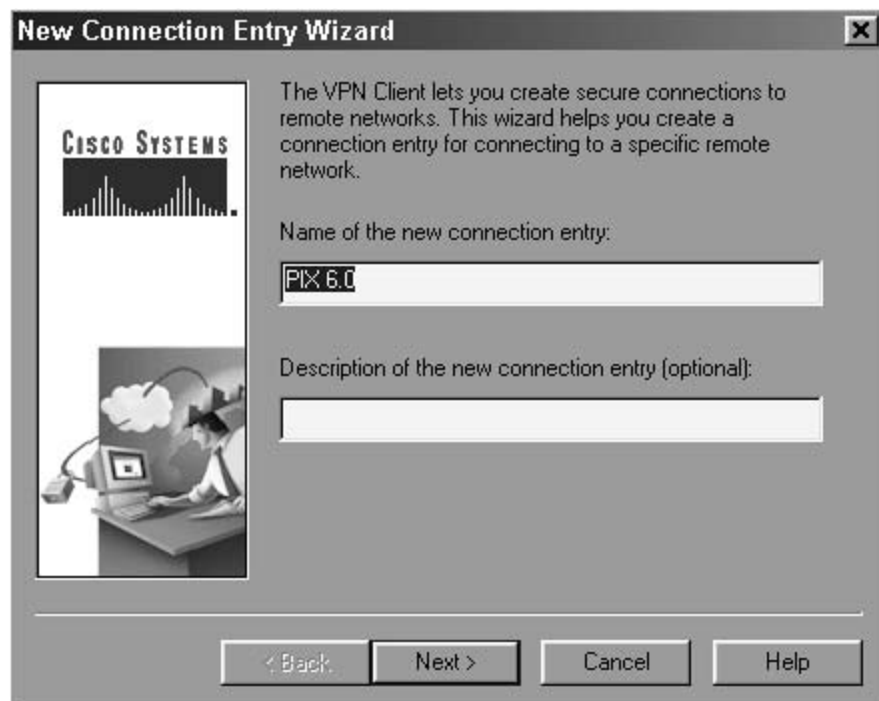 New Connection Entry Wizard
CISCO SYSTEMS
The VPN Client lets you create secure connections to
remote networks. This wizard helps you create a
connection entry for connecting to a specific remote
network.
Name of the new connection entry:
PIX 6.0
Description of the new connection entry (optional):
< Back
Next >
Cancel
Help